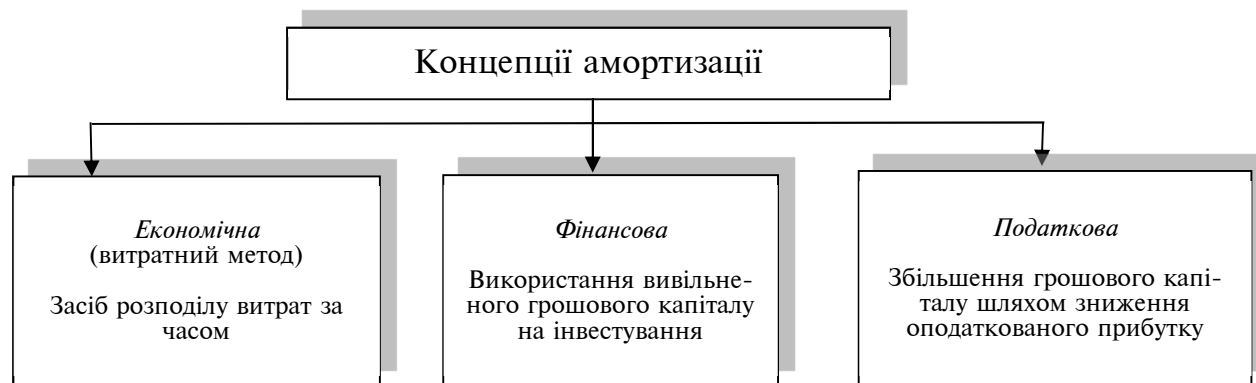 Концепції амортизації
Економічна
(витратний метод)
Засіб розподілу витрат за
часом
Фінансова
Використання вивільне-
ного грошового капіталу
на інвестування
Податкова
Збільшення грошового капі-
талу шляхом зниження
оподаткованого прибутку